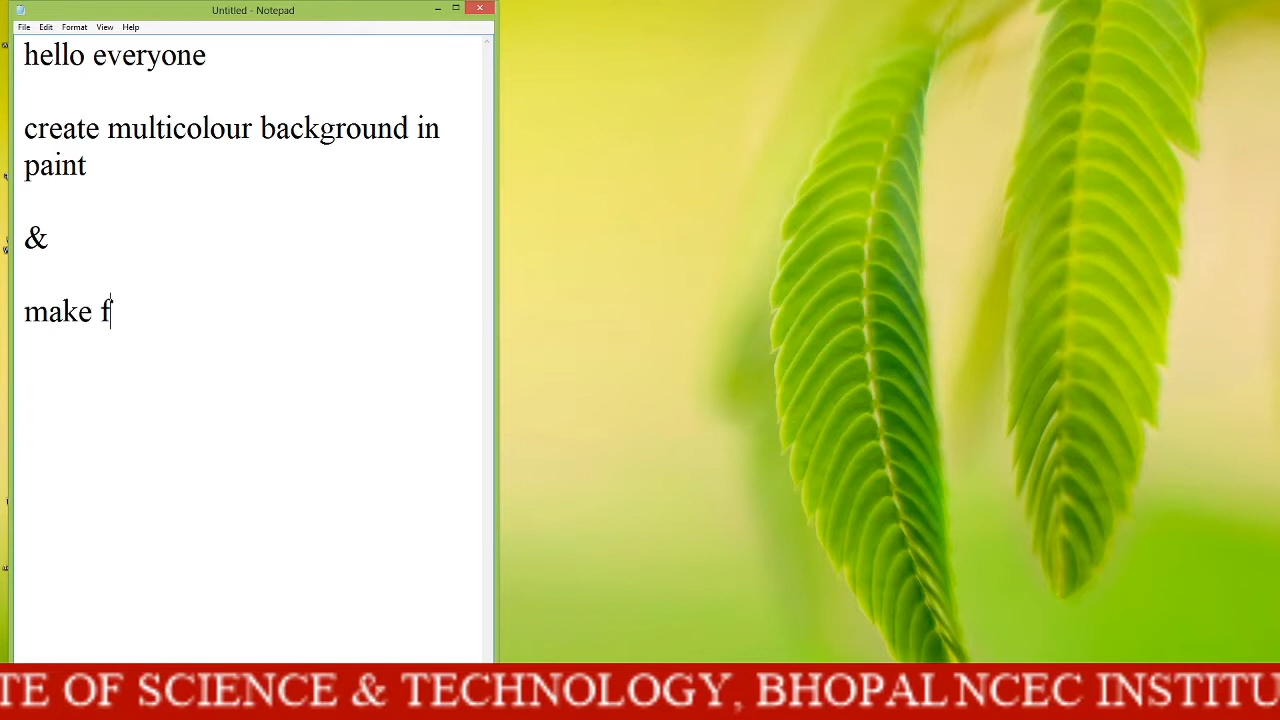 Untitled - Notepad
File Edit Format View Help
hello everyone
create multicolour background in
paint
&
make f
TE OF SCIENCE & TECHNOLOGY, BHOPAL NCEC INSTITU